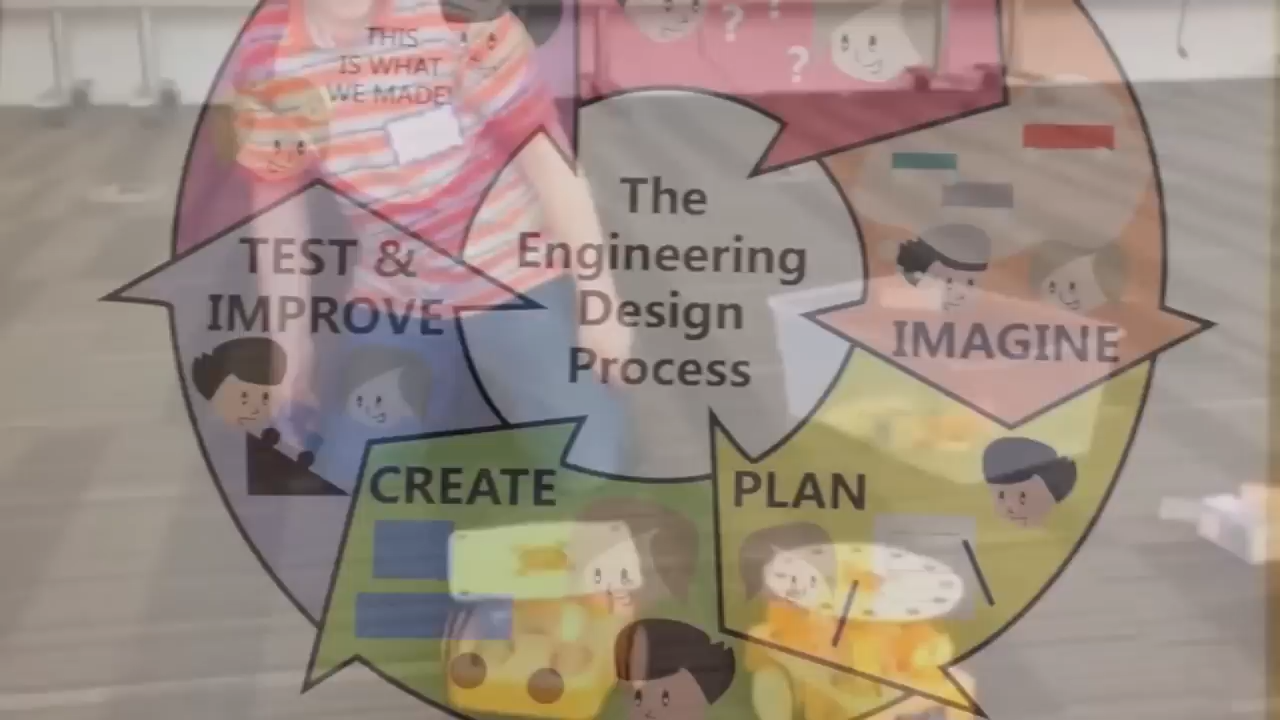 THIS
IS WHAT
WE MADE!
?
?
?
The
Engineering
Design
Process
TEST &
IMPROVE
IMAGINE
CREATE
PLAN